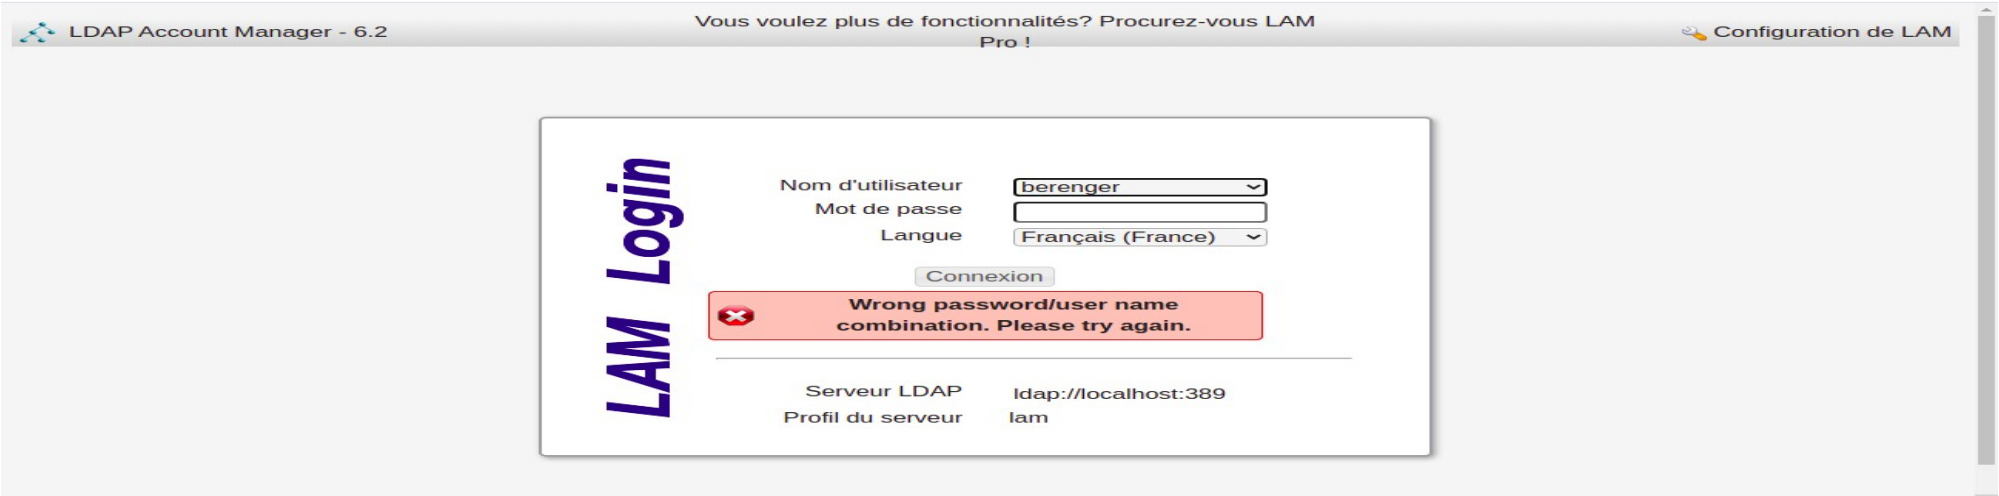 LDAP Account Manager - 6.2
Vous voulez plus de fonctionnalités? Procurez-vous LAM
Pro !
Configuration de LAM
LAM Login
Nom d'utilisateur berenger
Mot de passe
Langue Français (France)
Connexion
Wrong password/user name
combination. Please try again.
Serveur LDAP ldap://localhost:389
Profil du serveur lam